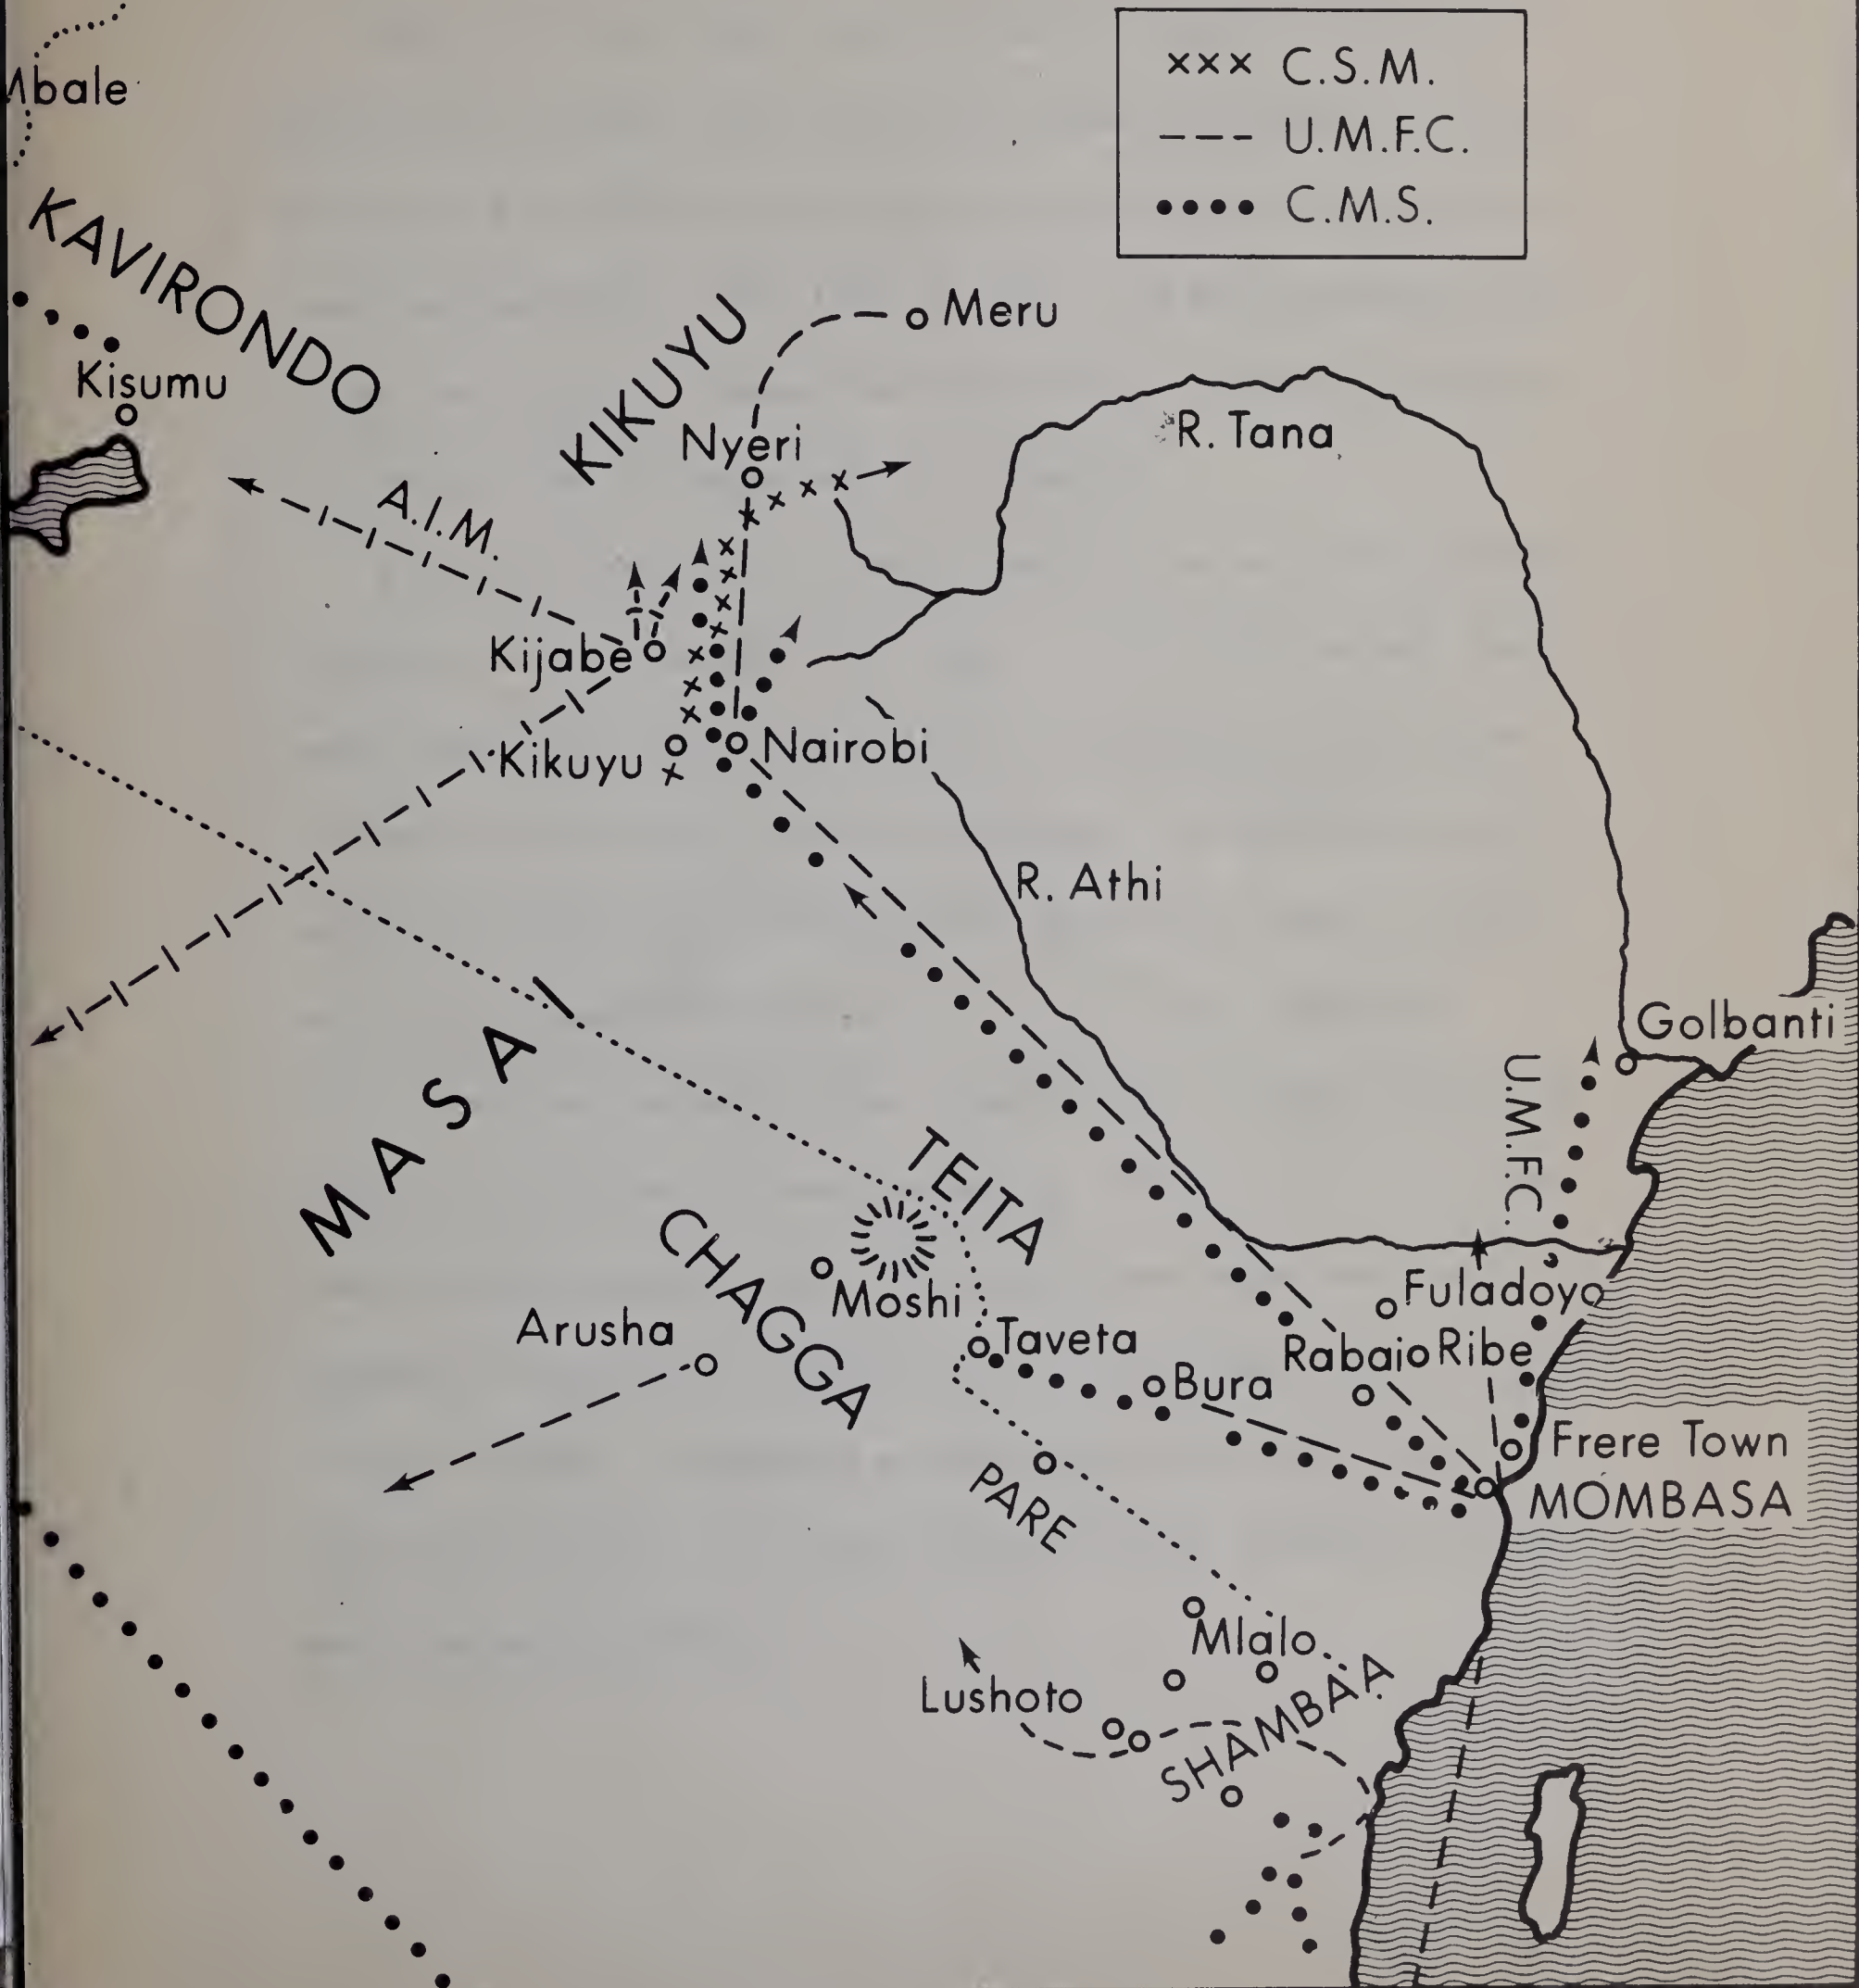 C.S.M.
U.M.F.C.
C.M.S.
Mbale
KAVIRONDO
Kisumu
KIKUYU
Meru
Nyeri
R. Tana
A.I.M.
Kijabe
Kikuyu
Nairobi
R. Athi
MASAI
Golbanti
U.M.F.C.
TEITA
CHAGGA
Moshi
Arusha
Taveta
Bura
Fuladoyo
Rabai
Ribe
Frere Town
MOMBASA
PARE
Mlalo
Lushoto
SHAMBAA